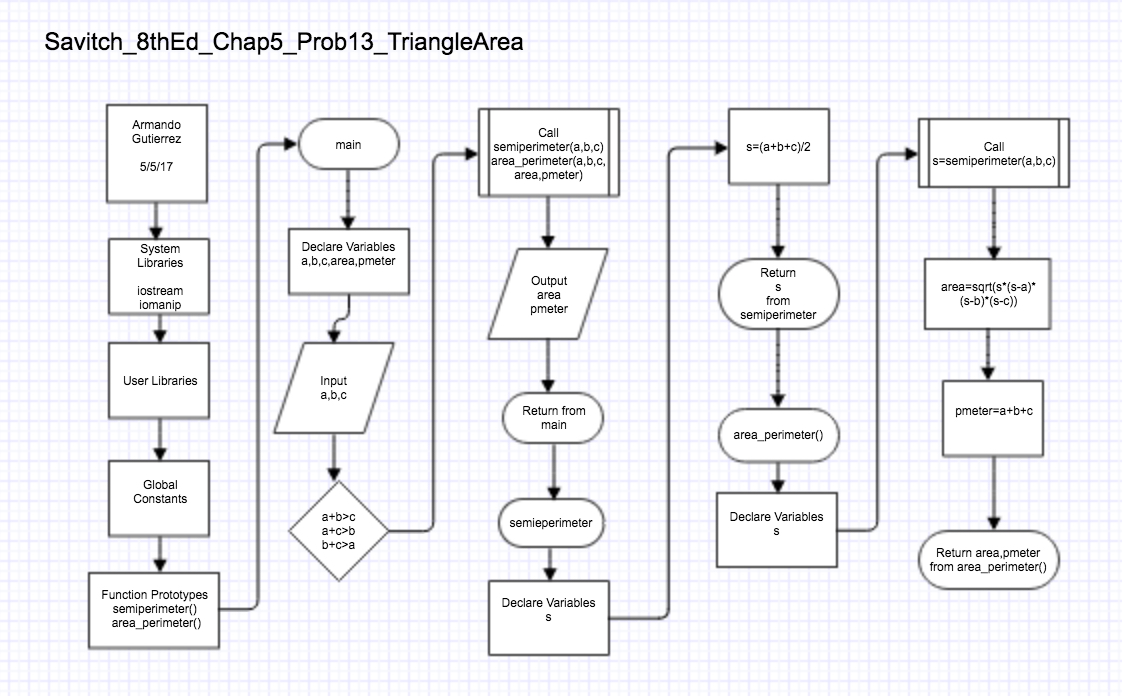 Savitch_8thEd_Chap5_Prob13_TriangleArea
Armando
Gutierrez
5/5/17
System
Libraries
iostream
iomanip
User Libraries
Global
Constants
Function Prototypes
semiperimeter()
area_perimeter()
main
Declare Variables
a,b,c,area,pmeter
Input
a,b,c
a+b>c
a+c>b
b+c>a
Call
semiperimeter(a,b,c)
area_perimeter(a,b,c,
area,pmeter)
Output
area
pmeter
Return from
main
semieperimeter
Declare Variables
s
s=(a+b+c)/2
Return
s
from
semiperimeter
area_perimeter()
Declare Variables
s
Call
s=semiperimeter(a,b,c)
area=sqrt(s*(s-a)*
(s-b)*(s-c))
pmeter=a+b+c
Return area,pmeter
from area_perimeter()